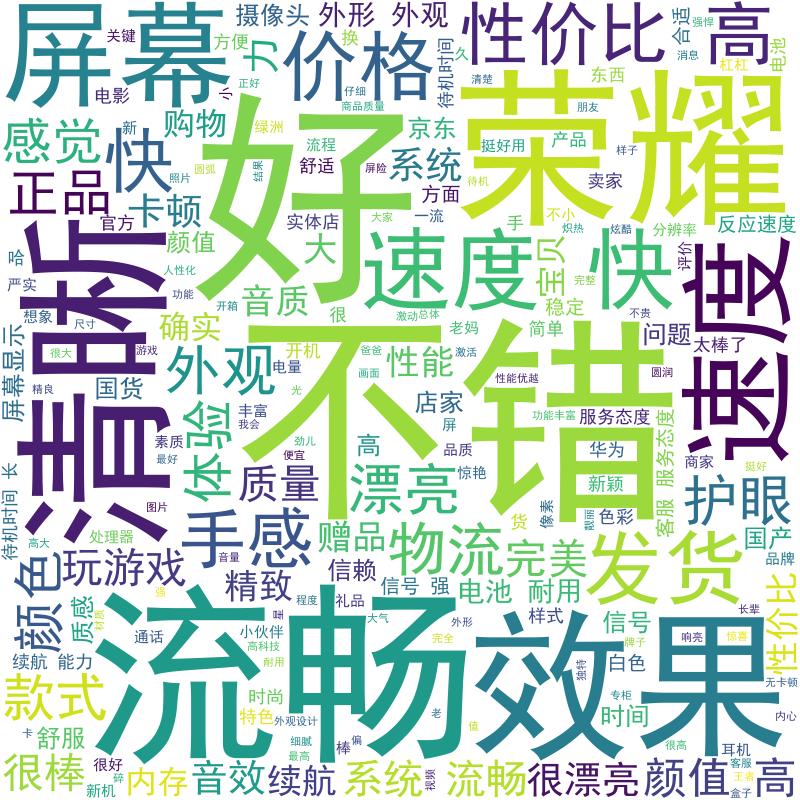 屏幕
关键
摄像头
外形
外观
性价比
高
强悍
合适
电池
方便
力
价格
换
久
消息
电影
小
正好
仔细
待机时间
清楚
东西
杠杠
感觉
新
购物
绿洲
商品质量
荣耀
朋友
快
好
流程
京东
挺好用
产品
样子
正品
照片
圆弧
结果
舒适
屏险
系统
待机
卖家
卡顿
官方
实体店
大家
方面
一流
手
不小
炫酷
分辨率
反应速度
清晰
颜值
大
速度
快
宝贝
炽热
评价
严实
人性化
功能
音质
很
开箱
激动
总体
稳定
完整
速度
想象
尺寸
确实
不错
老妈
简单
不贵
问题
太棒了
屏幕显示
很大
游戏
外观
开机
爸爸
激活
性能
圆润
精良
国货
电量
画面
性能优越
体验
丰富
光
店家
功能丰富
服务态度
我会
屏
素质
劲儿
高
品质
华为
客服
服务态度
最好
便宜
商家
挺好
长
质量
漂亮
惊艳
新颖
护眼
待机时间
图片
手感
赠品
货
像素
靓丽
色彩
高大
处理器
音量
物流
完美
发货
国产
颜色
玩游戏
信赖
品牌
精致
信号
强
电池
耐用
性价比
质感
材质
强
星
程度
礼品
流畅
大气
外形
样式
信号
长辈
通话
小伙伴
完全
效果
牌子
响亮
惊喜
续航
能力
高科技
耐用
独特
白色
无卡顿
款式
时尚
专柜
特色
外观设计
老
值
时间
内心
卡
舒服
细腻
棒
偏
很高
耳机
很好
最高
客服
很棒
碎
新机
内存
音效
续航
系统
视频
流畅
很漂亮
颜值
王者
盒子
高